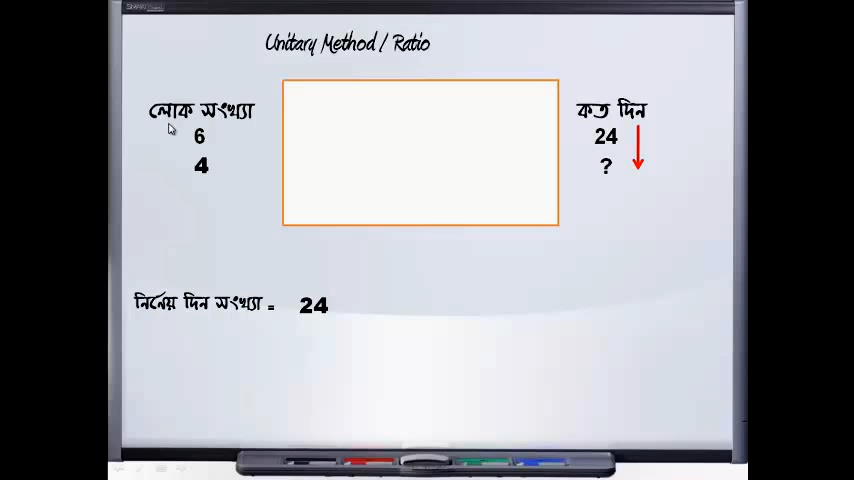 Unitary Method / Ratio
লোক সংখ্যা
কত দিন
6
24
4
?
নির্নেয় দিন সংখ্যা = 24